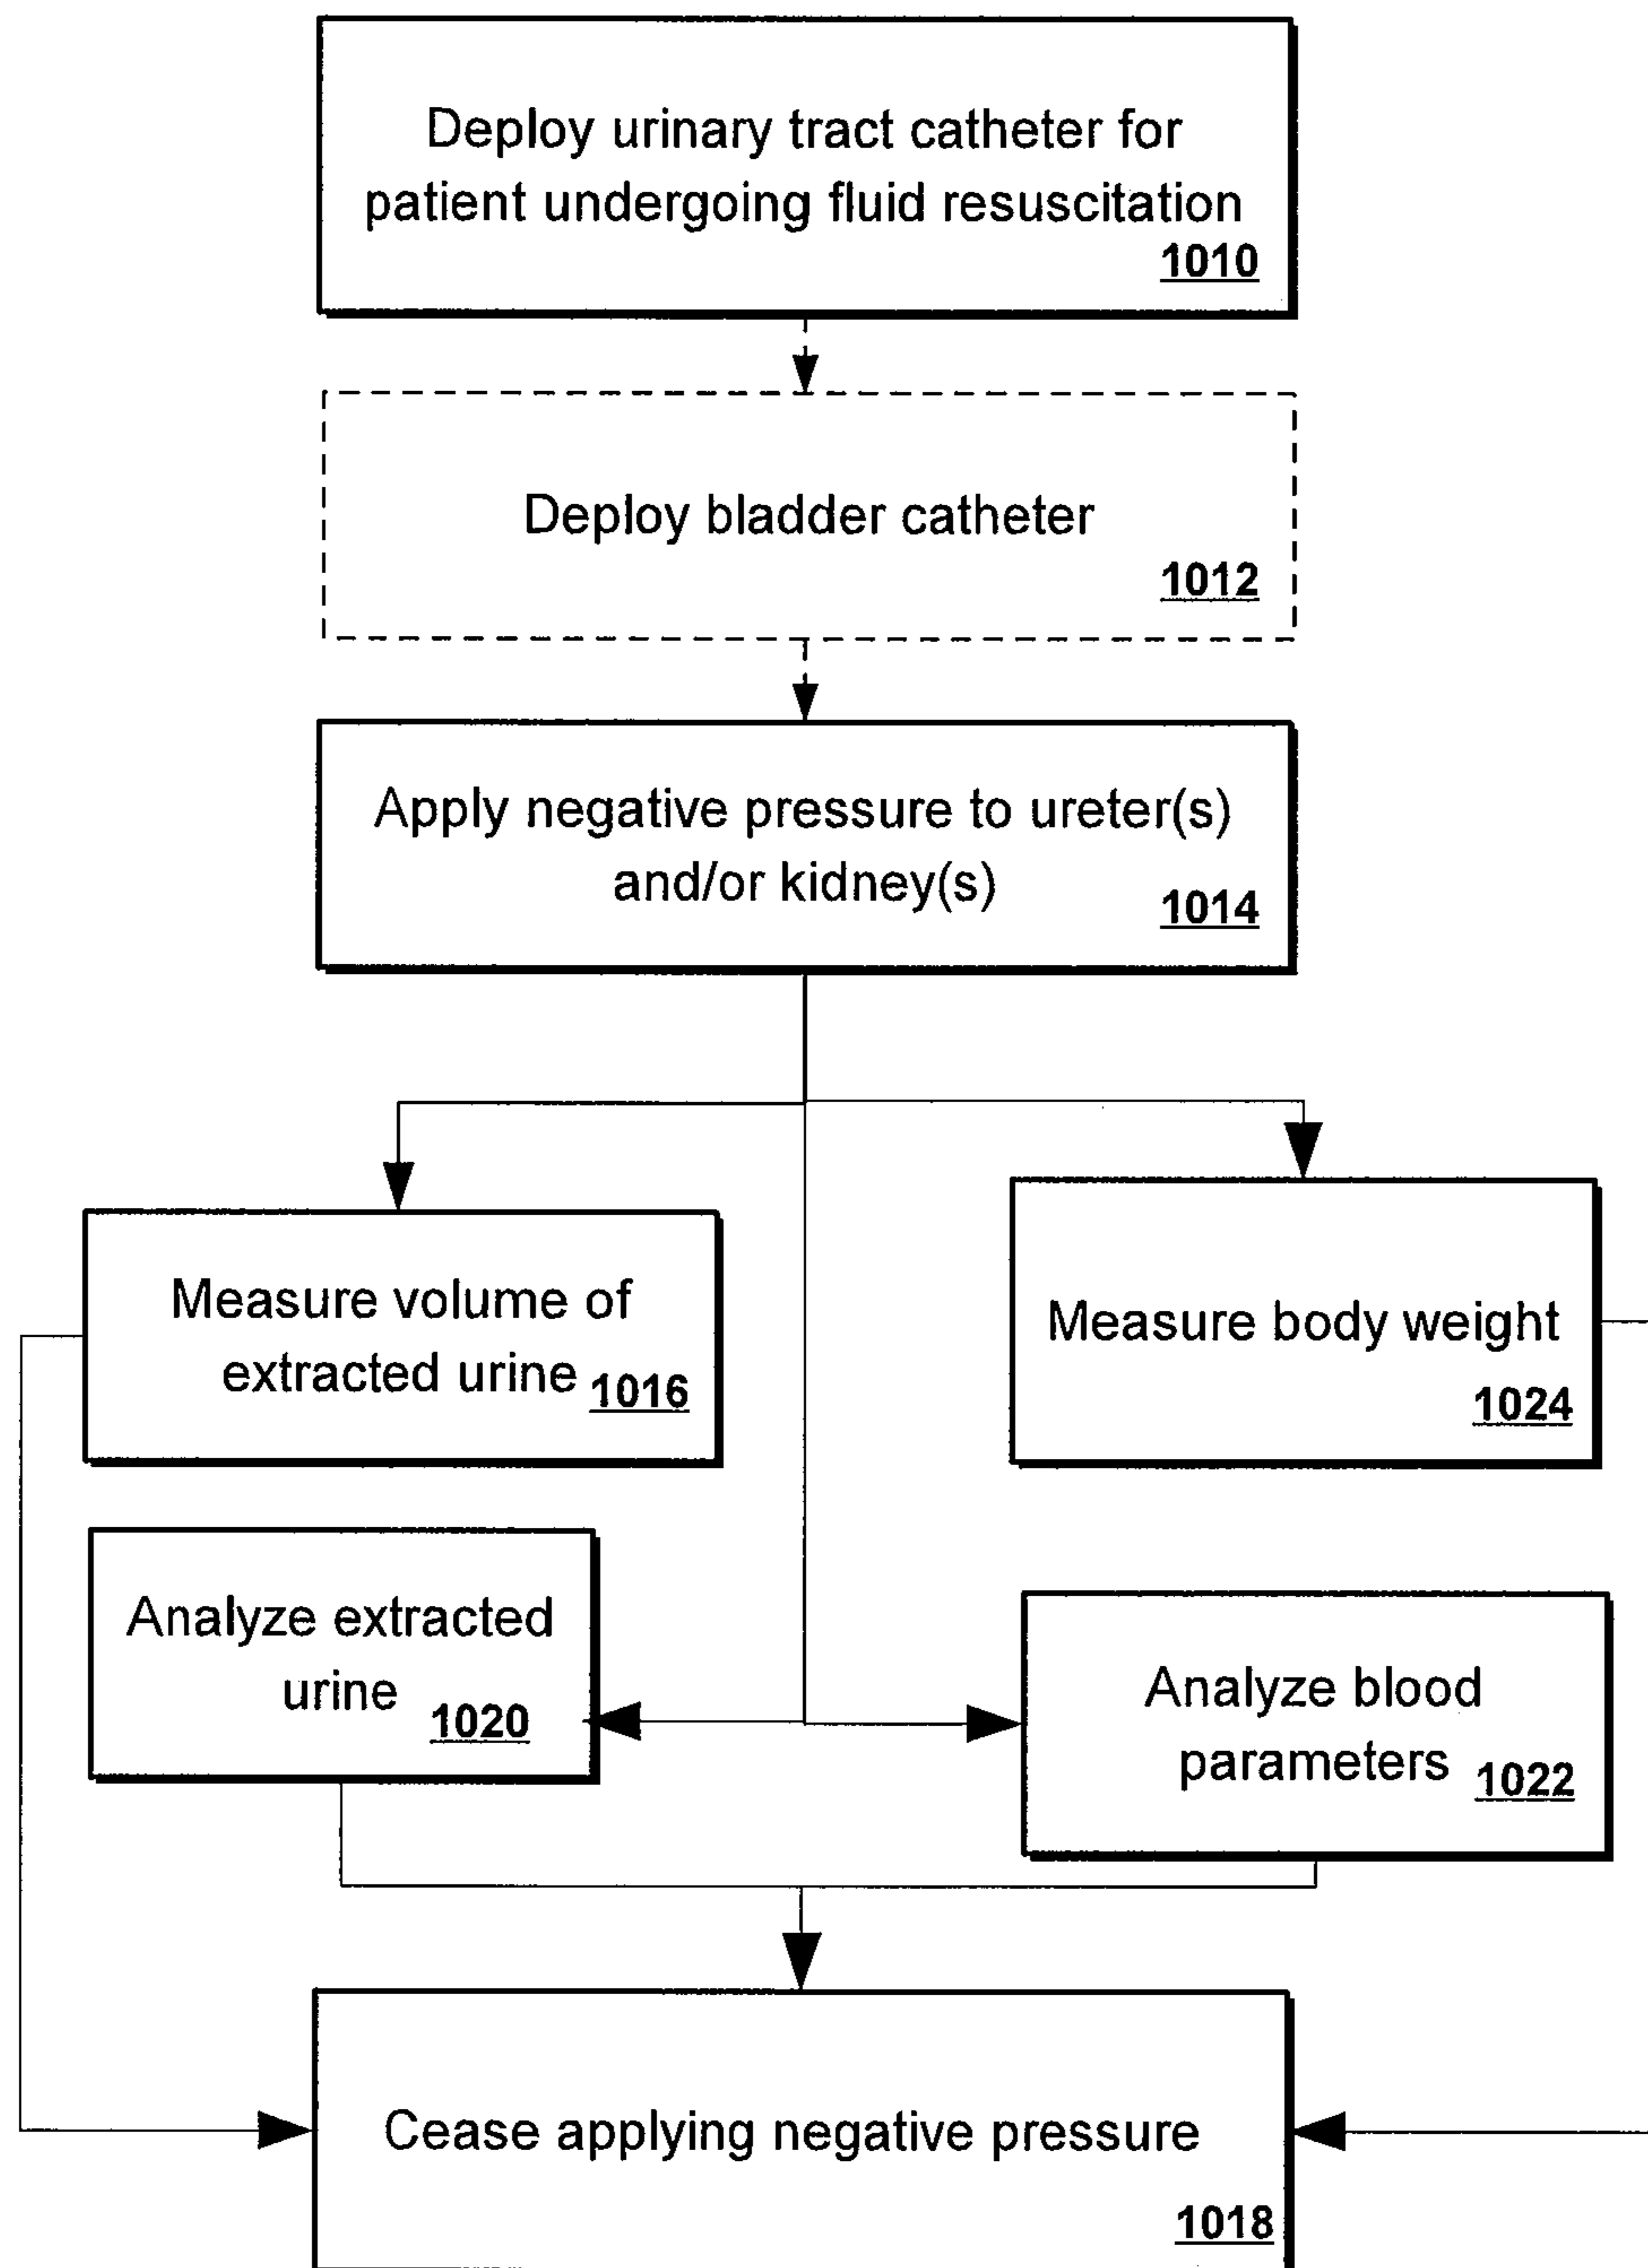 Deploy urinary tract catheter for
patient undergoing fluid resuscitation
1010
Deploy bladder catheter
1012
Apply negative pressure to ureter(s)
and/or kidney(s)
1014
Measure volume of
extracted urine 1016
Measure body weight
1024
Analyze extracted
urine 1020
Analyze blood
parameters 1022
Cease applying negative pressure
1018